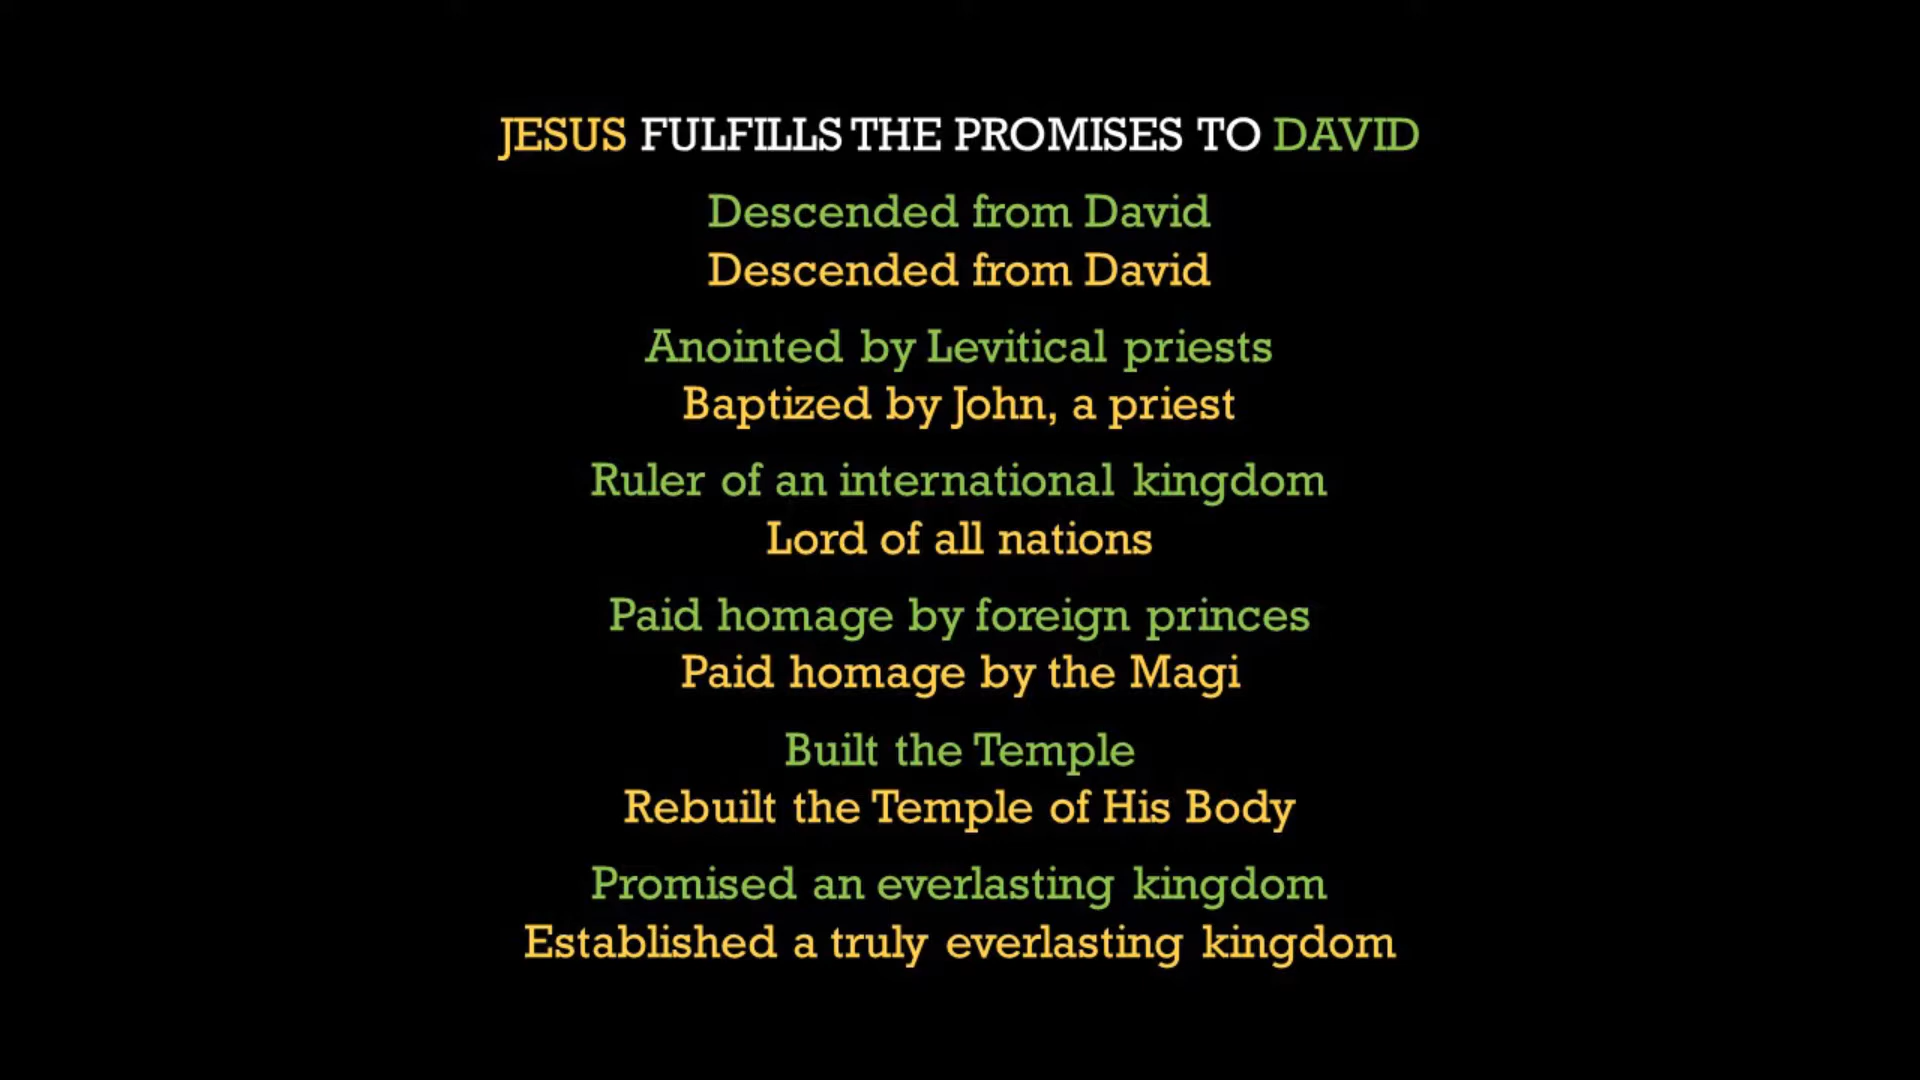 JESUS FULFILLS THE PROMISES TO DAVID
Descended from David
Descended from David
Anointed by Levitical priests
Baptized by John, a priest
Ruler of an international kingdom
Lord of all nations
Paid homage by foreign princes
Paid homage by the Magi
Built the Temple
Rebuilt the Temple of His Body
Promised an everlasting kingdom
Established a truly everlasting kingdom